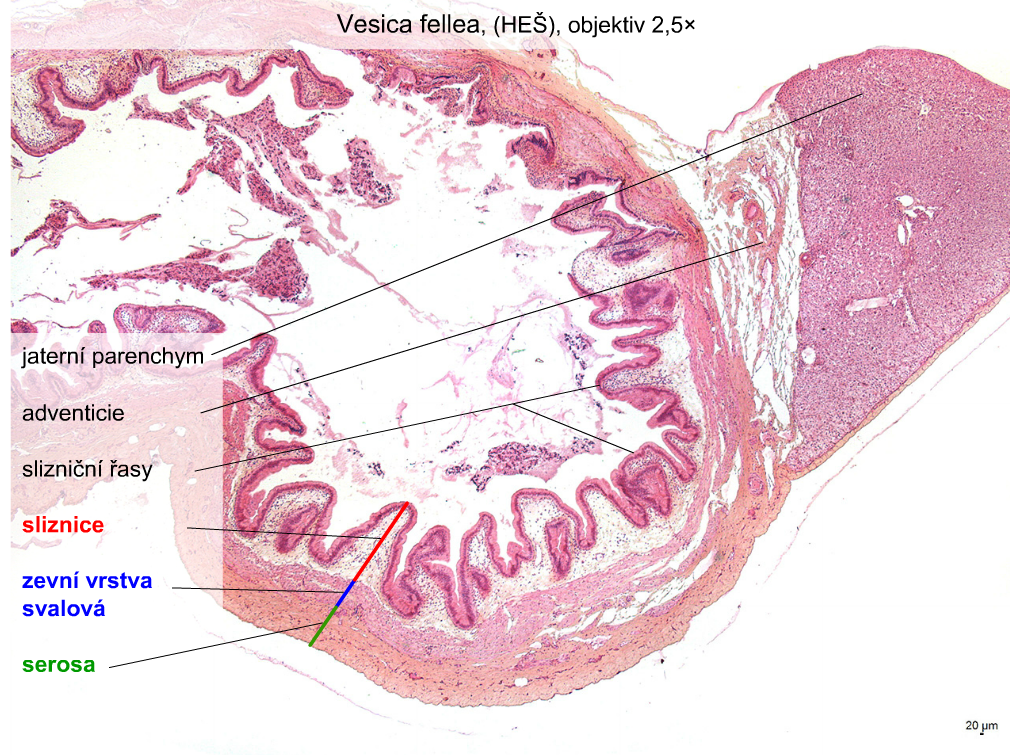 Vesica fellea, (HEŠ), objektiv 2,5×
jaterní parenchym
adventicie
slizniční řasy
sliznice
zevní vrstva
svalová
serosa
20 µm